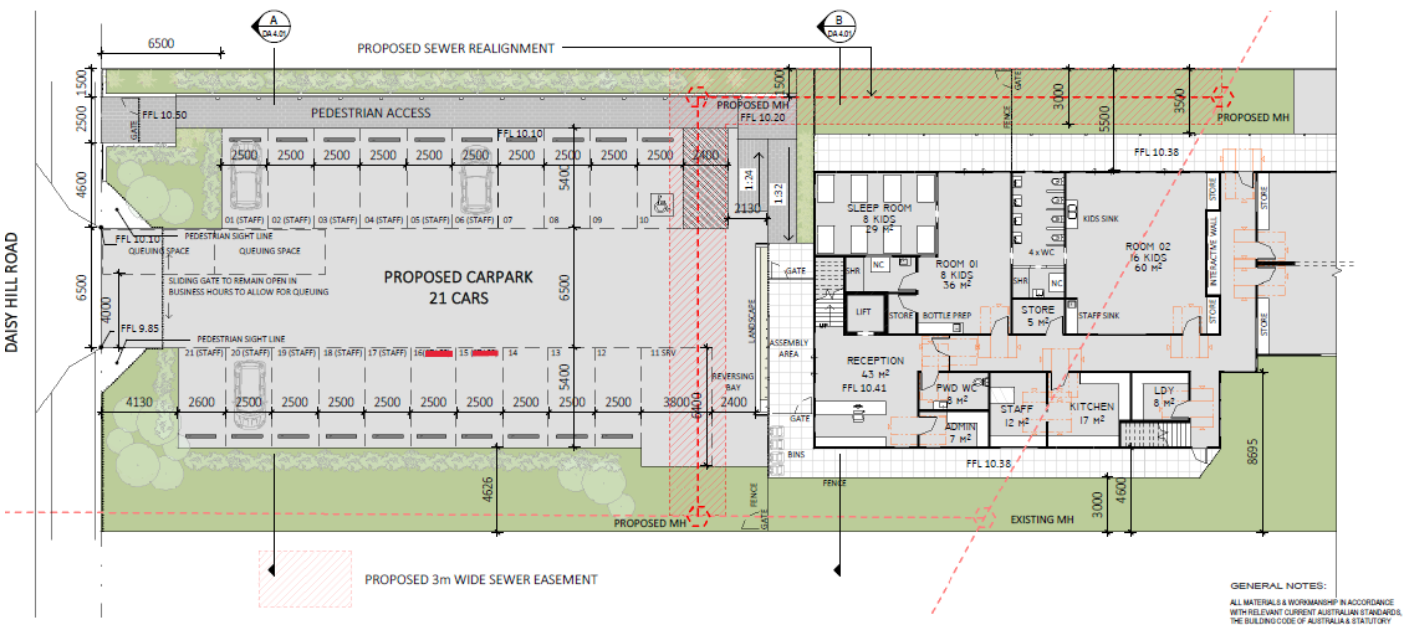 A
DA 4.01
B
DA 4.01
6500
PROPOSED SEWER REALIGNMENT
1500
2500
GATE
FFL 10.50
PEDESTRIAN ACCESS
PROPOSED MH
FFL 10.20
1500
GATE
FENCE
3000
5500
3500
PROPOSED MH
FFL 10.10
FFL 10.38
2500 2500 2500 2500 2500 2500 2500 2500 2500 2400
5400
4600
1:24
1:32
2130
01 (STAFF) 02 (STAFF) 03 (STAFF) 04 (STAFF) 05 (STAFF) 06 (STAFF) 07 08 09 10
PEDESTRIAN SIGHT LINE
FFL 10.10
QUEUING SPACE QUEUING SPACE
DAISY HILL ROAD
6500
4000
SLIDING GATE TO REMAIN OPEN IN
BUSINESS HOURS TO ALLOW FOR QUEUING
PROPOSED CARPARK
21 CARS
6500
FFL 9.85
PEDESTRIAN SIGHT LINE
21 (STAFF) 20 (STAFF) 19 (STAFF) 18 (STAFF) 17 (STAFF) 16 15 14 13 12 11 SRV
5400
4130 2600 2500 2500 2500 2500 2500 2500 2500 2500 2500 3800 2400
6400
REVERSING
BAY
LANDSCAPE
GATE
ASSEMBLY
AREA
GATE
BINS
SLEEP ROOM
8 KIDS
29 M²
SHR
NC
ROOM 01
8 KIDS
36 M²
4 x WC
KIDS SINK
ROOM 02
16 KIDS
60 M²
STORE
STORE
INTERACTIVE WALL
SHR
NC
UP
LIFT
STORE
BOTTLE PREP
STORE
5 M²
STAFF SINK
STORE
STORE
RECEPTION
43 M²
FFL 10.41
PWD WC
8 M²
ADMIN
7 M²
STAFF
12 M²
KITCHEN
17 M²
LDY
8 M²
FFL 10.38
FENCE
8695
4626
FENCE
GATE
3000
4600
PROPOSED MH
EXISTING MH
PROPOSED 3m WIDE SEWER EASEMENT
GENERAL NOTES:
ALL MATERIALS & WORKMANSHIP IN ACCORDANCE
WITH RELEVANT CURRENT AUSTRALIAN STANDARDS,
THE BUILDING CODE OF AUSTRALIA & STATUTORY